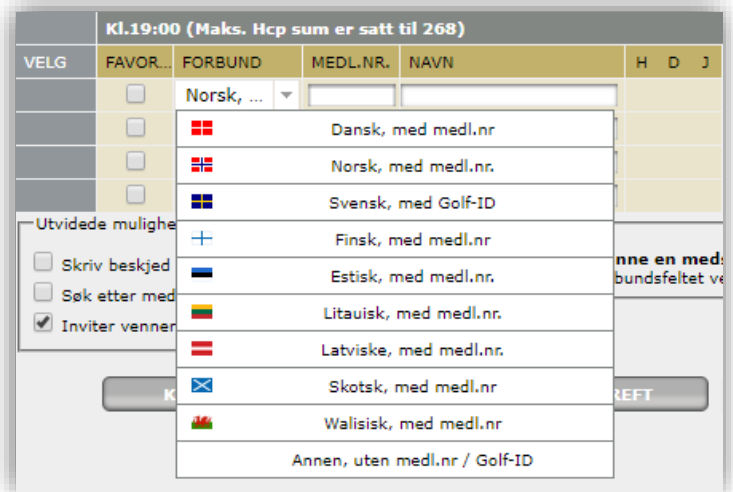 Kl.19:00 (Maks. Hcp sum er satt til 268)
VELG FAVOR... FORBUND MEDL.NR. NAVN H D J
Norsk, ...
Dansk, med medl.nr
Norsk, med medl.nr.
Svensk, med Golf-ID
Finsk, med medl.nr
Estisk, med medl.nr.
Litauisk, med medl.nr.
Latviske, med medl.nr.
Skotsk, med medl.nr
Walisisk, med medl.nr
Annen, uten medl.nr / Golf-ID
Utvidede mulighe
Skriv beskjed
nne en meds
Søk etter med
bundsfeltet ve
Inviter venner
K
REFT